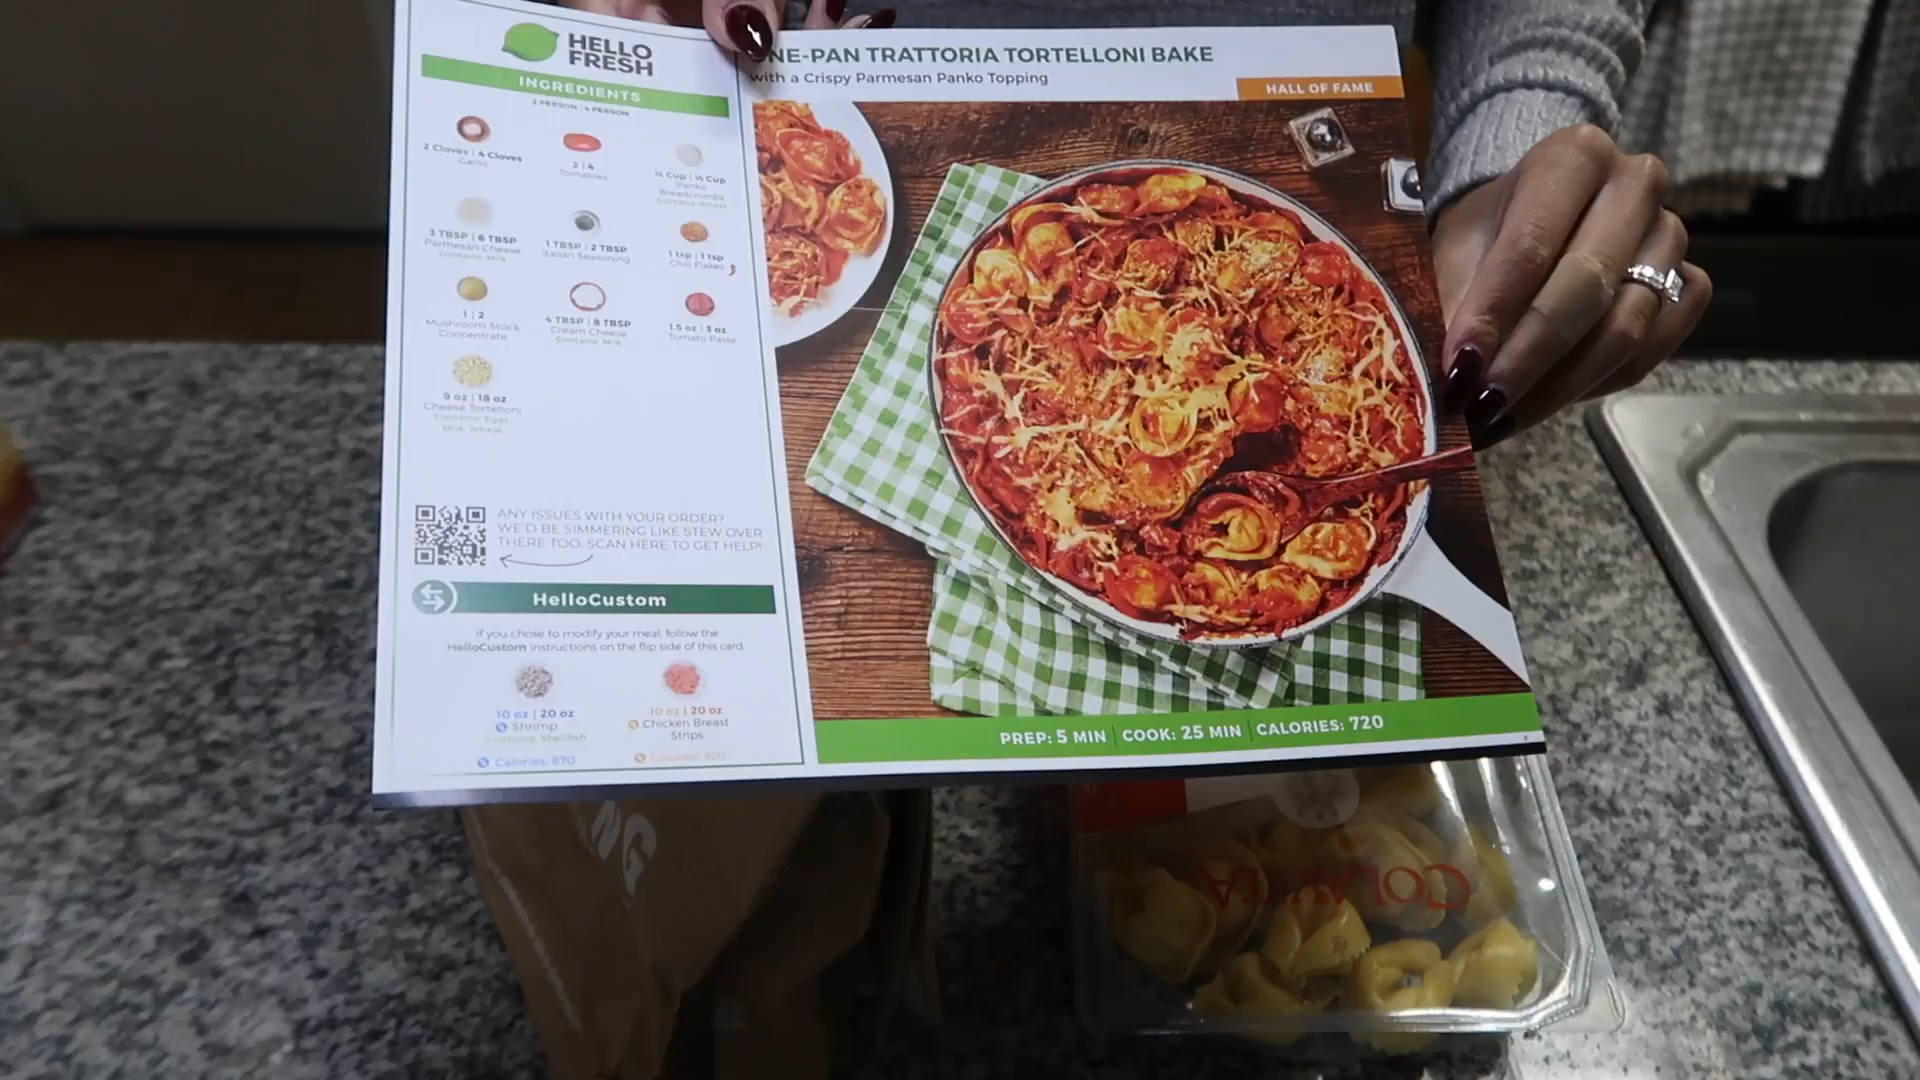 HELLO
FRESH
INGREDIENTS
2 PERSON | 4 PERSON
2 Cloves | 4 Cloves
Garlic
2 | 4
Tomatoes
¼ Cup | ½ Cup
Panko
Breadcrumbs
Contains: Wheat
3 TBSP | 6 TBSP
Parmesan Cheese
Contains: Milk
1 TBSP | 2 TBSP
Italian Seasoning
1 tsp | 1 tsp
Chili Flakes
1 | 2
Mushroom Stock
Concentrate
4 TBSP | 8 TBSP
Cream Cheese
Contains: Milk
1.5 oz | 3 oz
Tomato Paste
9 oz | 18 oz
Cheese Tortelloni
Contains: Eggs,
Milk, Wheat
ANY ISSUES WITH YOUR ORDER?
WE'D BE SIMMERING LIKE STEW OVER
THERE TOO. SCAN HERE TO GET HELP!
HelloCustom
If you chose to modify your meal, follow the
HelloCustom instructions on the flip side of this card.
10 oz | 20 oz
Shrimp
Contains: Shellfish
Calories: 870
10 oz | 20 oz
Chicken Breast
Strips
Calories: 920
NE-PAN TRATTORIA TORTELLONI BAKE
with a Crispy Parmesan Panko Topping
HALL OF FAME
PREP: 5 MIN | COOK: 25 MIN | CALORIES: 720
NG
COLAVITA